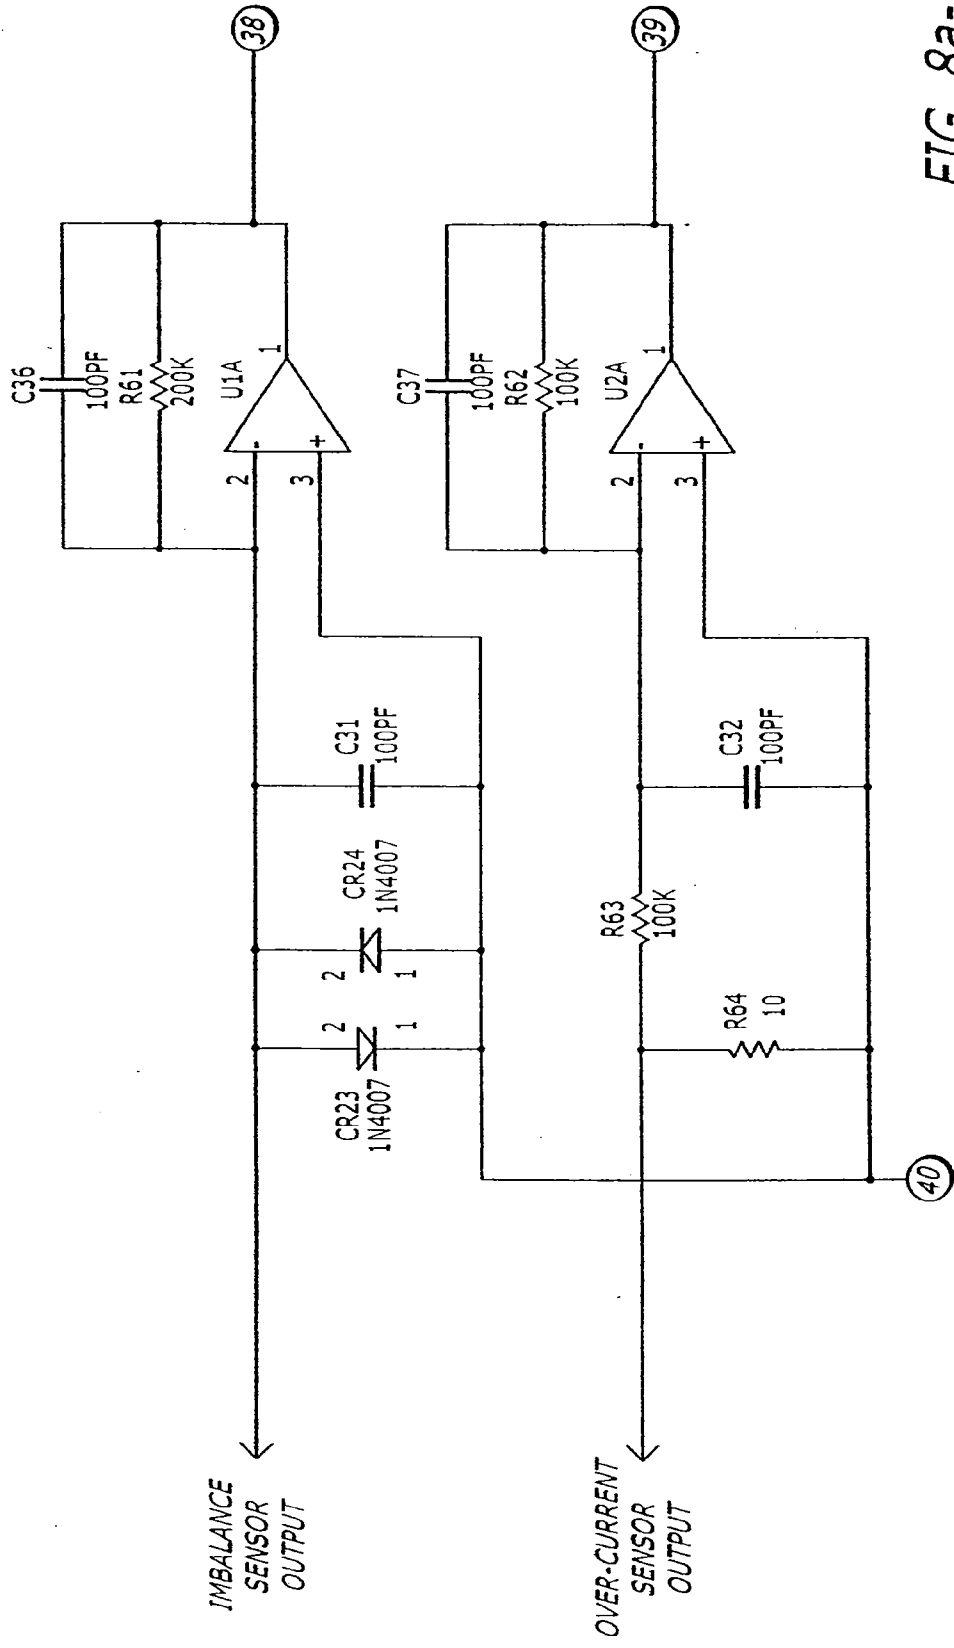 C36
100PF
R61
200K
U1A
1
2
-
3
+
38
C31
100PF
CR24
1N4007
2
1
2
1
CR23
1N4007
IMBALANCE
SENSOR
OUTPUT
C37
100PF
R62
100K
U2A
1
2
-
3
+
39
R63
100K
C32
100PF
R64
10
40
OVER-CURRENT
SENSOR
OUTPUT
FIG. 8a-